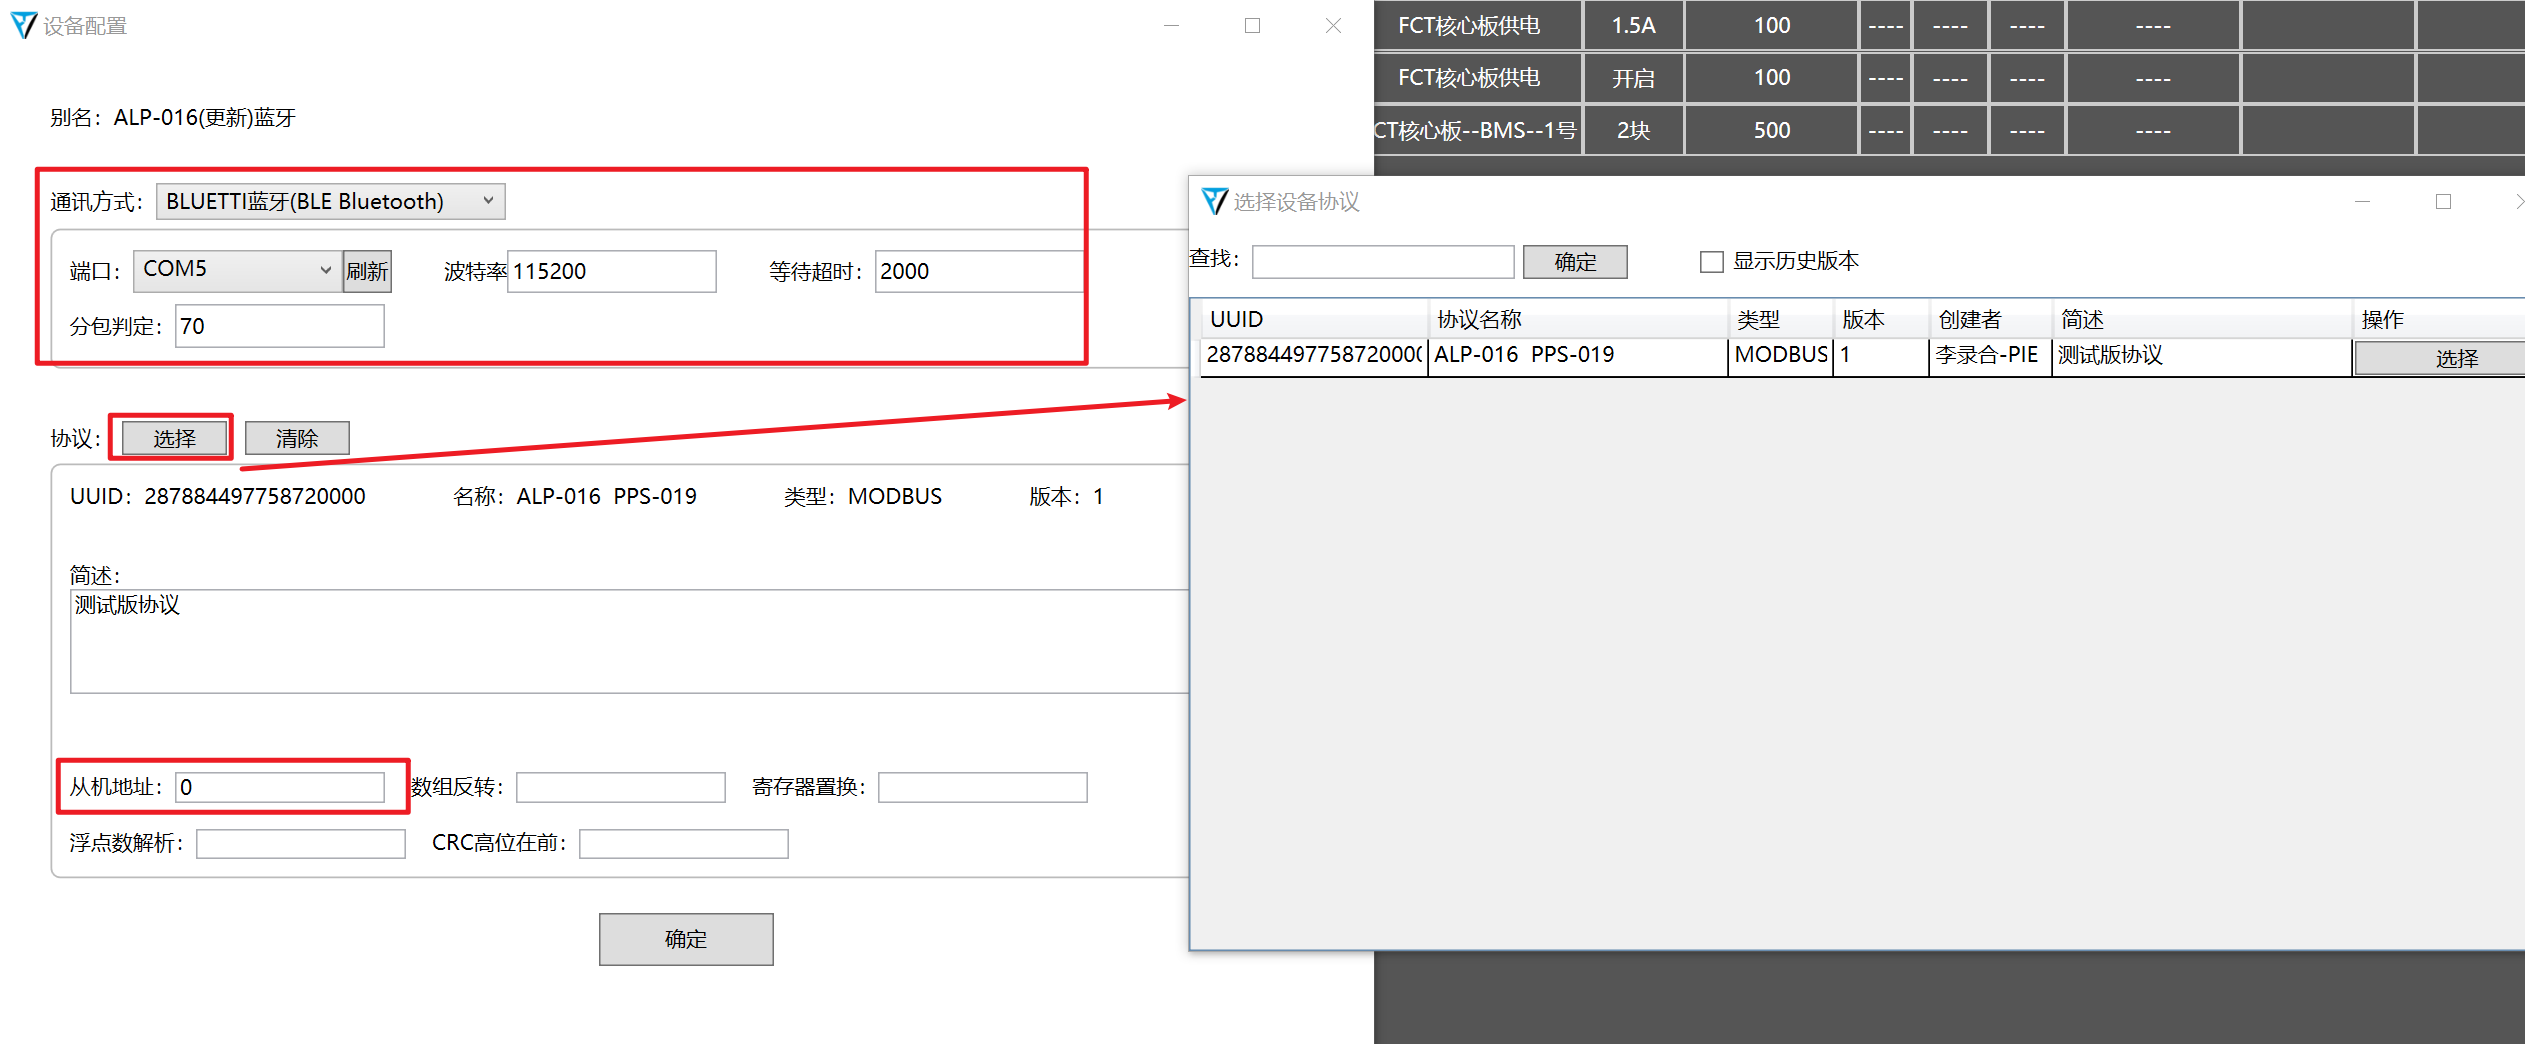 设备配置
别名：ALP-016(更新)蓝牙
通讯方式：BLUETTI蓝牙(BLE Bluetooth)
端口：COM5 刷新 波特率 115200 等待超时：2000
分包判定：70
协议：选择 清除
UUID：287884497758720000 名称：ALP-016 PPS-019 类型：MODBUS 版本：1
简述：
测试版协议
从机地址：0 数组反转： 寄存器置换：
浮点数解析： CRC高位在前：
确定
FCT核心板供电 1.5A 100 ---- ---- ---- ----
FCT核心板供电 开启 100 ---- ---- ---- ----
CT核心板--BMS--1号 2块 500 ---- ---- ---- ----
选择设备协议
查找： 确定 显示历史版本
UUID 协议名称 类型 版本 创建者 简述 操作
28788449775872000( ALP-016 PPS-019 MODBUS 1 李录合-PIE 测试版协议 选择